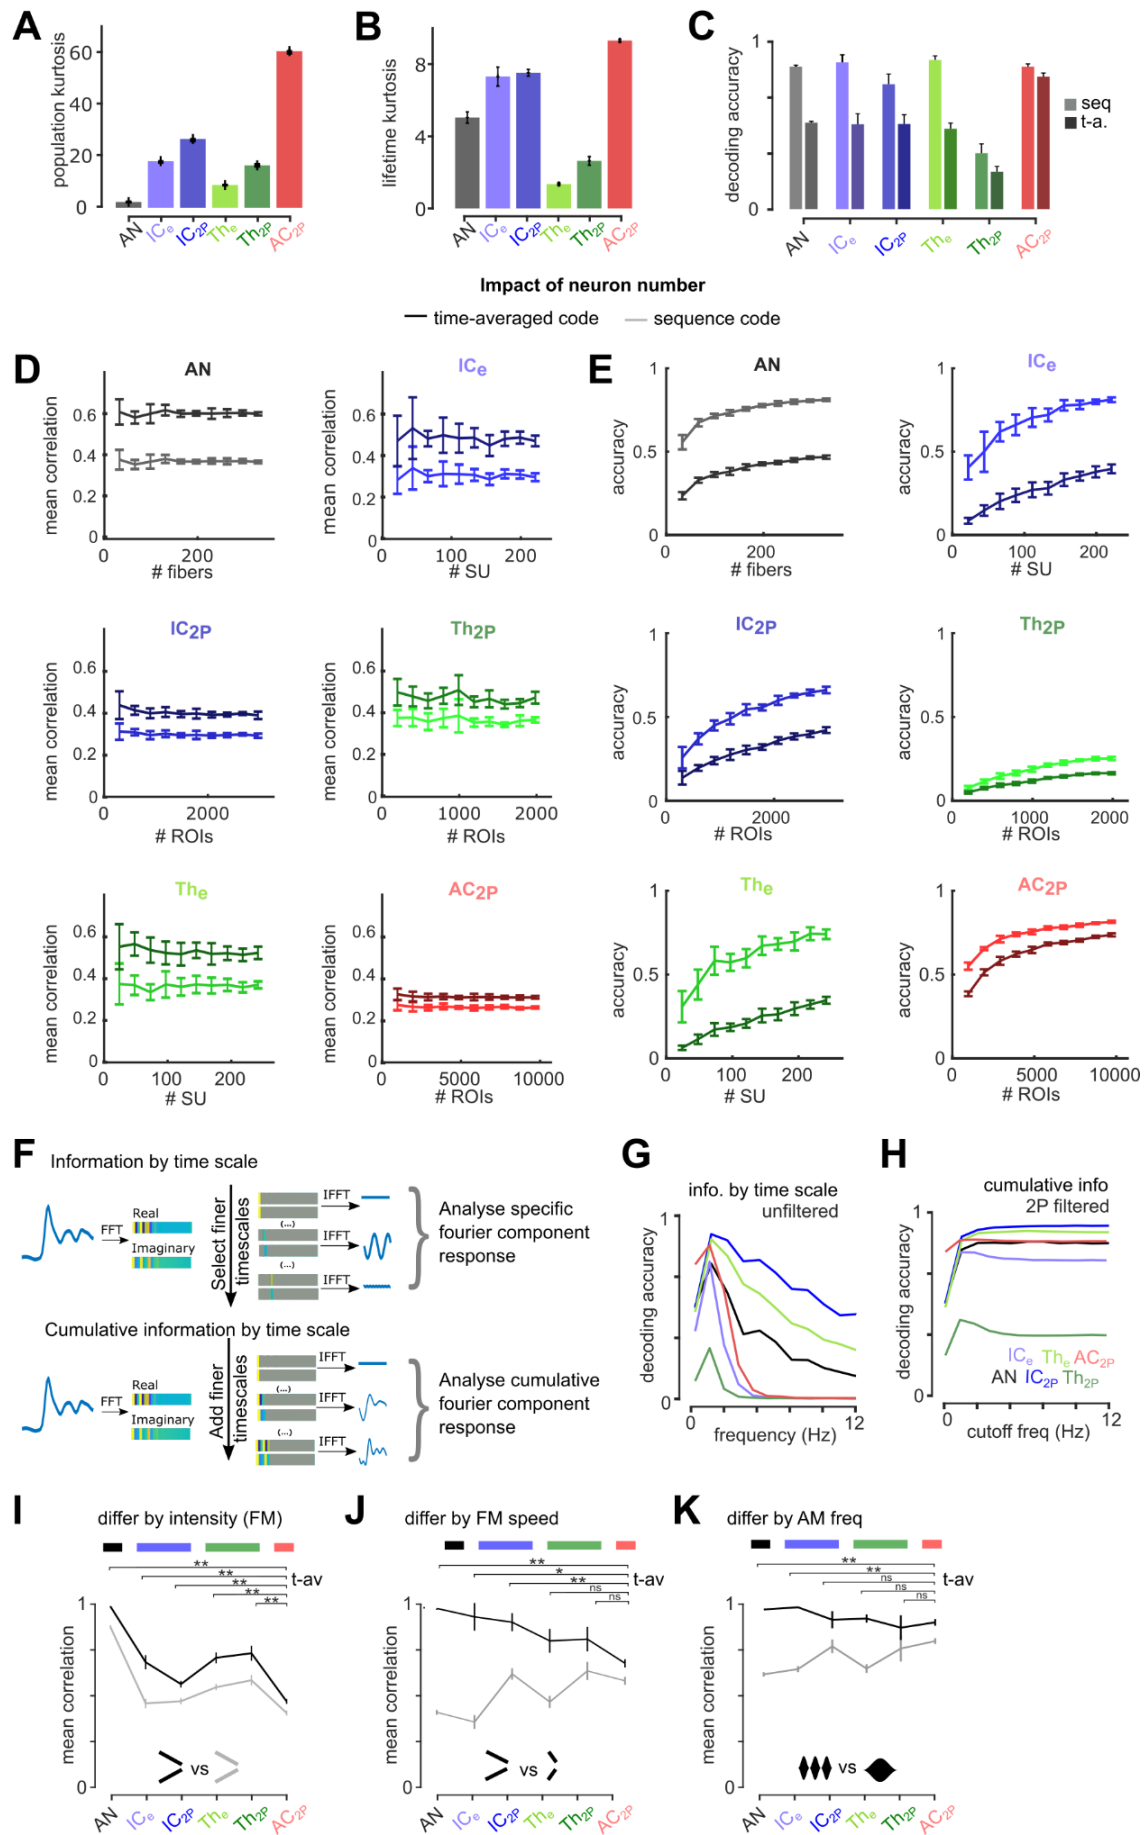 A
population kurtosis
60
40
20
0
AN
ICe
IC2P
The
Th2P
AC2P
B
lifetime kurtosis
8
4
0
AN
ICe
IC2P
The
Th2P
AC2P
C
decoding accuracy
1
0
seq
t-a.
AN
ICe
IC2P
The
Th2P
AC2P
Impact of neuron number
time-averaged code
sequence code
D
AN
mean correlation
0.6
0.4
0.2
0
0
200
# fibers
ICe
mean correlation
0.6
0.4
0.2
0
0
100
200
# SU
E
AN
accuracy
1
0.5
0
0
200
# fibers
ICe
accuracy
1
0.5
0
0
100
200
# SU
IC2P
mean correlation
0.6
0.4
0.2
0
0
2000
# ROIs
Th2P
mean correlation
0.6
0.4
0.2
0
0
1000
2000
# ROIs
IC2P
accuracy
1
0.5
0
0
2000
# ROIs
Th2P
accuracy
1
0.5
0
0
1000
2000
# ROIs
The
mean correlation
0.6
0.4
0.2
0
0
100
200
# SU
AC2P
mean correlation
0.6
0.4
0.2
0
0
5000
10000
# ROIs
The
accuracy
1
0.5
0
0
100
200
# SU
AC2P
accuracy
1
0.5
0
0
5000
10000
# ROIs
F
Information by time scale
FFT
Real
Imaginary
Select finer
timescales
(...)
(...)
IFFT
IFFT
IFFT
Analyse specific
fourier component
response
Cumulative information by time scale
FFT
Real
Imaginary
Add finer
timescales
(...)
(...)
IFFT
IFFT
IFFT
Analyse cumulative
fourier component
response
G
info. by time scale
unfiltered
decoding accuracy
1
0
0
12
frequency (Hz)
H
cumulative info
2P filtered
decoding accuracy
1
0
ICe The AC2P
AN IC2P Th2P
0
12
cutoff freq (Hz)
I
differ by intensity (FM)
**
**
**
**
**
t-av
mean correlation
1
0
vs
AN
ICe
IC2P
The
Th2P
AC2P
J
differ by FM speed
**
*
**
ns
ns
mean correlation
1
0
vs
AN
ICe
IC2P
The
Th2P
AC2P
K
differ by AM freq
**
**
ns
ns
ns
t-av
mean correlation
1
0
vs
AN
ICe
IC2P
The
Th2P
AC2P